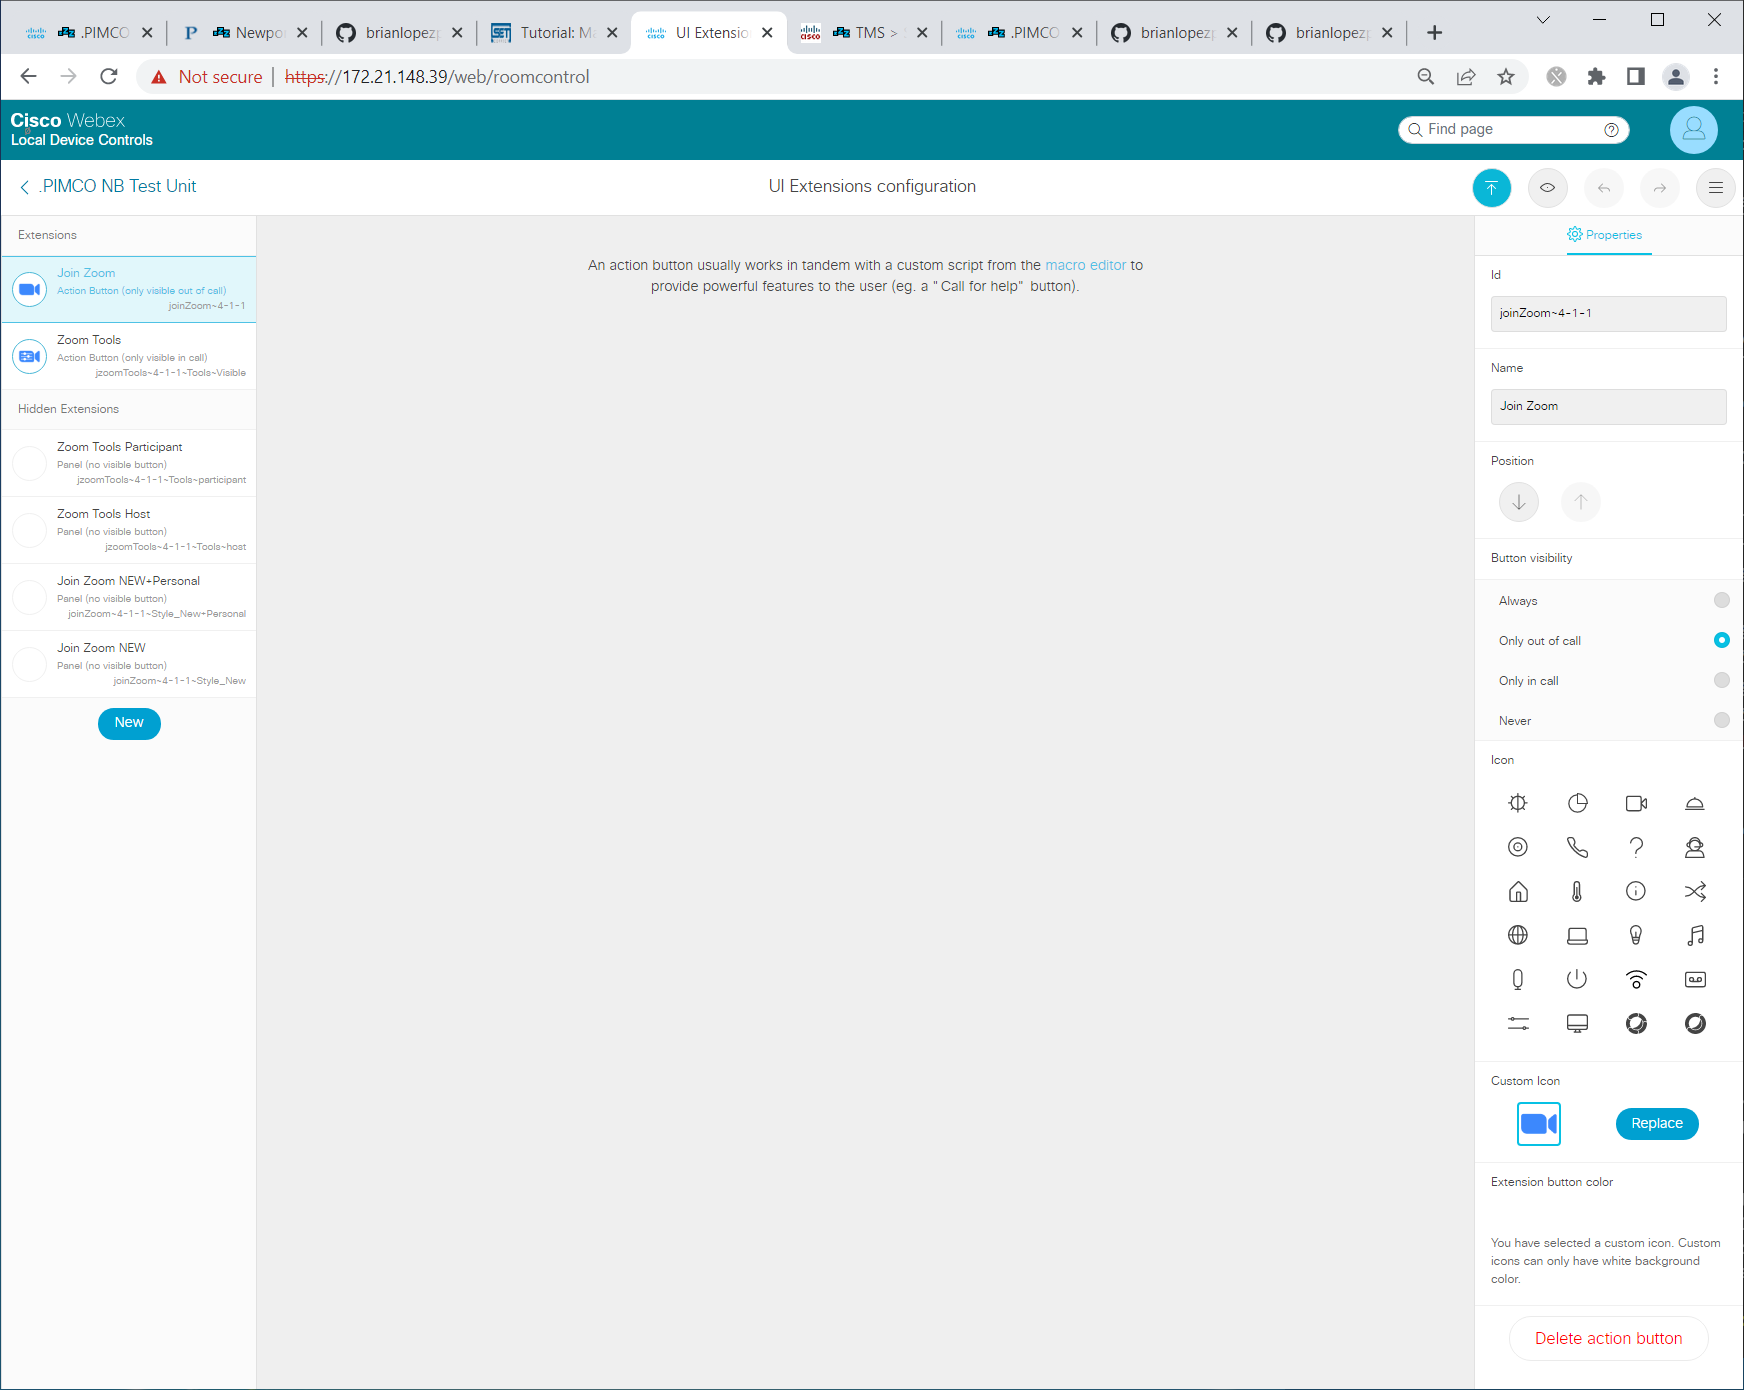 .PIMCO
Newpo
brianlopez
Tutorial: M
UI Extensio
TMS >
.PIMCO
brianlopez
brianlopez
Not secure
https://172.21.148.39/web/roomcontrol
Cisco Webex
Local Device Controls
Find page
.PIMCO NB Test Unit
UI Extensions configuration
Extensions
Join Zoom
Action Button (only visible out of call)
joinZoom~4-1-1
Zoom Tools
Action Button (only visible in call)
jzoomTools~4-1-1~Tools~Visible
Hidden Extensions
Zoom Tools Participant
Panel (no visible button)
jzoomTools~4-1-1~Tools~participant
Zoom Tools Host
Panel (no visible button)
jzoomTools~4-1-1~Tools~host
Join Zoom NEW+Personal
Panel (no visible button)
joinZoom~4-1-1~Style_New+Personal
Join Zoom NEW
Panel (no visible button)
joinZoom~4-1-1~Style_New
New
An action button usually works in tandem with a custom script from the macro editor to
provide powerful features to the user (eg. a "Call for help" button).
Properties
Id
joinZoom~4-1-1
Name
Join Zoom
Position
Button visibility
Always
Only out of call
Only in call
Never
Icon
Custom Icon
Replace
Extension button color
You have selected a custom icon. Custom
icons can only have white background
color.
Delete action button